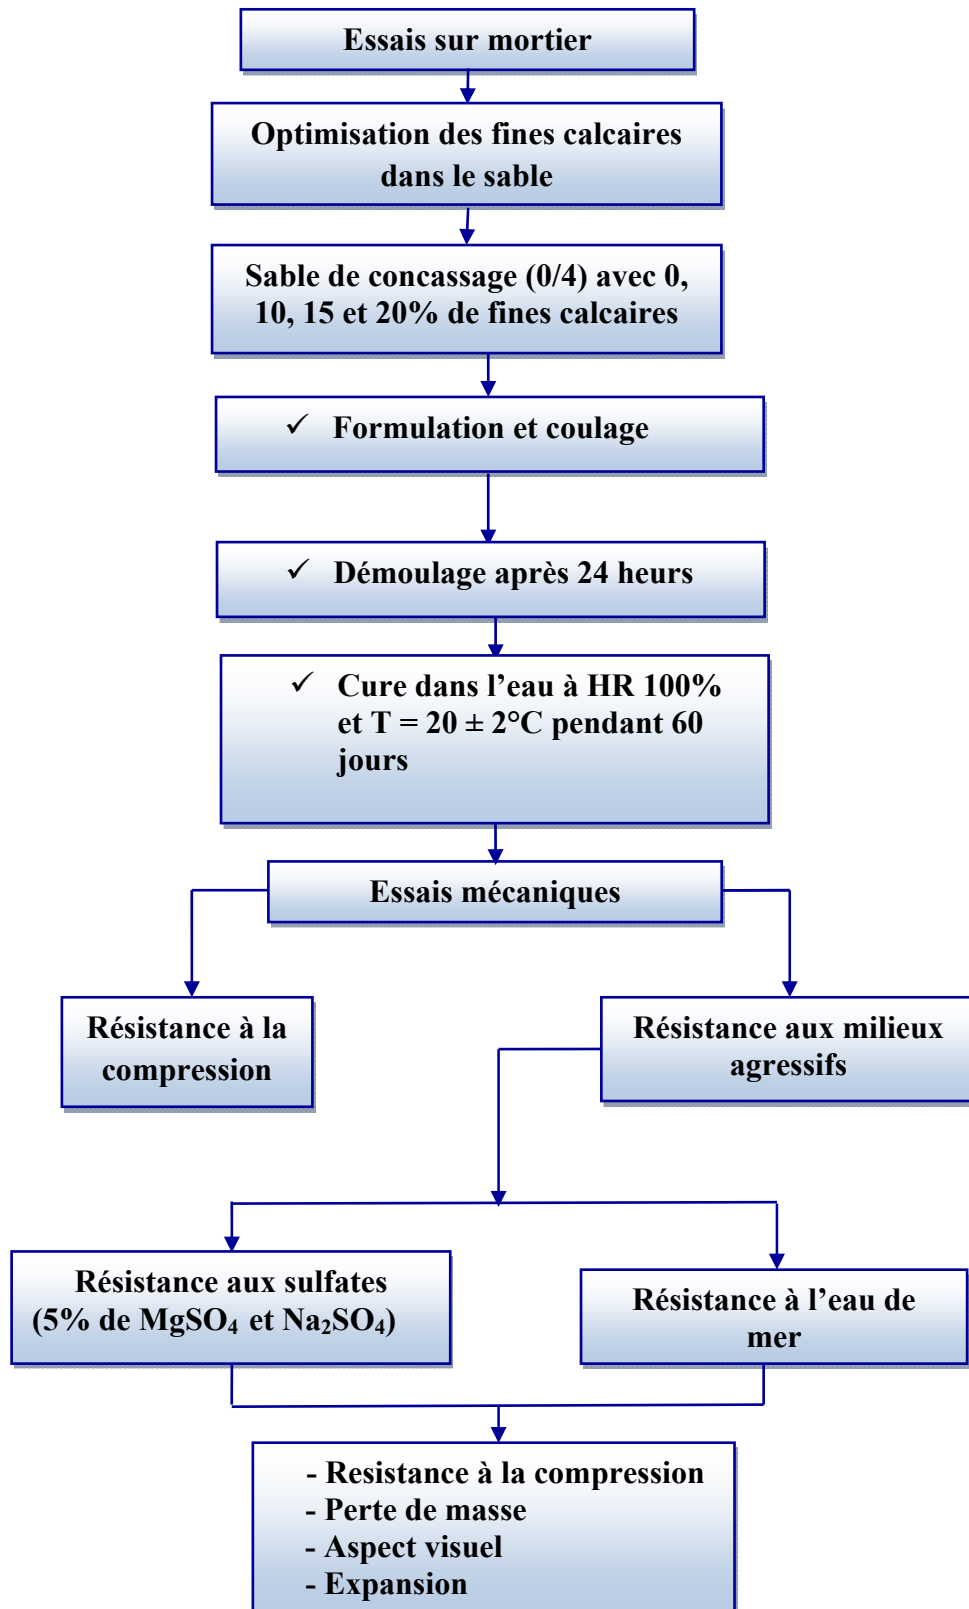 Essais sur mortier
Optimisation des fines calcaires
dans le sable
Sable de concassage (0/4) avec 0,
10, 15 et 20% de fines calcaires
✓ Formulation et coulage
✓ Démoulage après 24 heurs
✓ Cure dans l’eau à HR 100%
et T = 20 ± 2°C pendant 60
jours
Essais mécaniques
Résistance à la
compression
Résistance aux milieux
agressifs
Résistance aux sulfates
(5% de MgSO₄ et Na₂SO₄)
Résistance à l’eau de
mer
- Resistance à la compression
- Perte de masse
- Aspect visuel
- Expansion